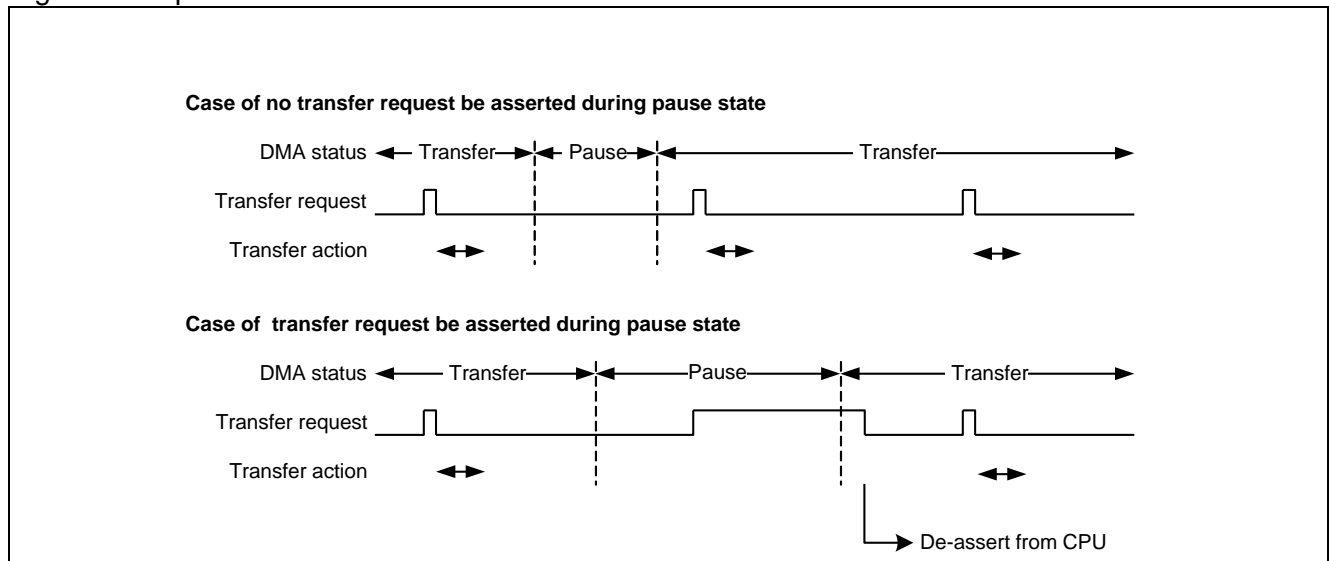 Case of no transfer request be asserted during pause state
DMA status Transfer Pause Transfer
Transfer request
Transfer action
Case of transfer request be asserted during pause state
DMA status Transfer Pause Transfer
Transfer request
Transfer action
De-assert from CPU